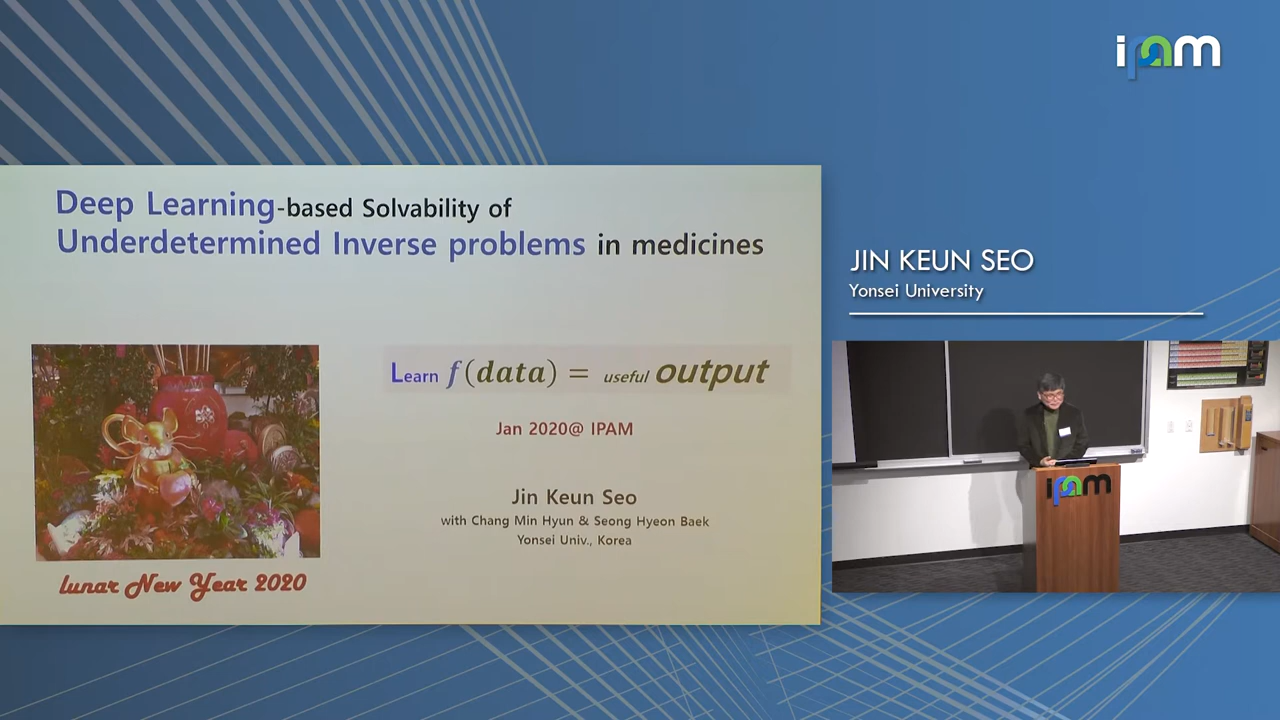 ipam
Deep Learning-based Solvability of
Underdetermined Inverse problems in medicines
JIN KEUN SEO
Yonsei University
Learn f(data) = useful output
Jan 2020@ IPAM
Jin Keun Seo
with Chang Min Hyun & Seong Hyeon Baek
Yonsei Univ., Korea
lunar New Year 2020
ipam